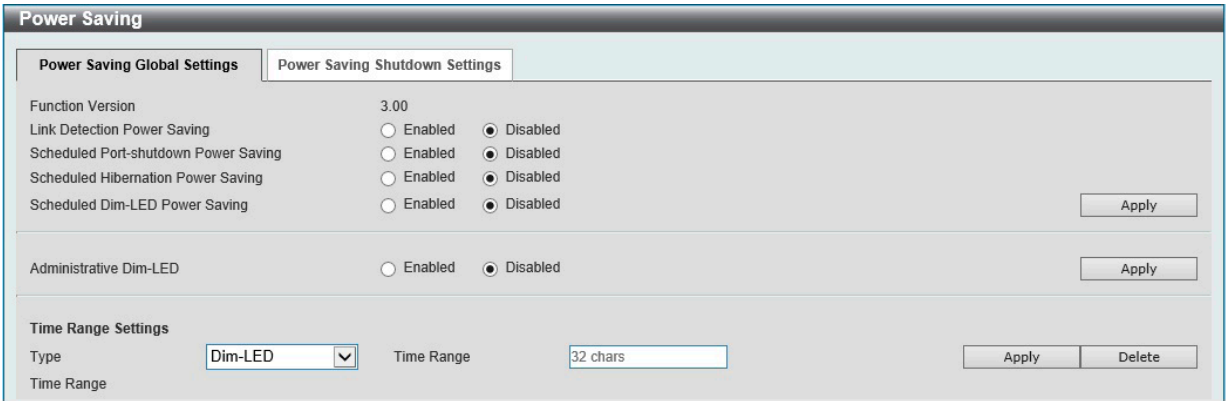 Power Saving
Power Saving Global Settings Power Saving Shutdown Settings
Function Version 3.00
Link Detection Power Saving Enabled Disabled
Scheduled Port-shutdown Power Saving Enabled Disabled
Scheduled Hibernation Power Saving Enabled Disabled
Scheduled Dim-LED Power Saving Enabled Disabled Apply
Administrative Dim-LED Enabled Disabled Apply
Time Range Settings
Type Dim-LED Time Range 32 chars Apply Delete
Time Range